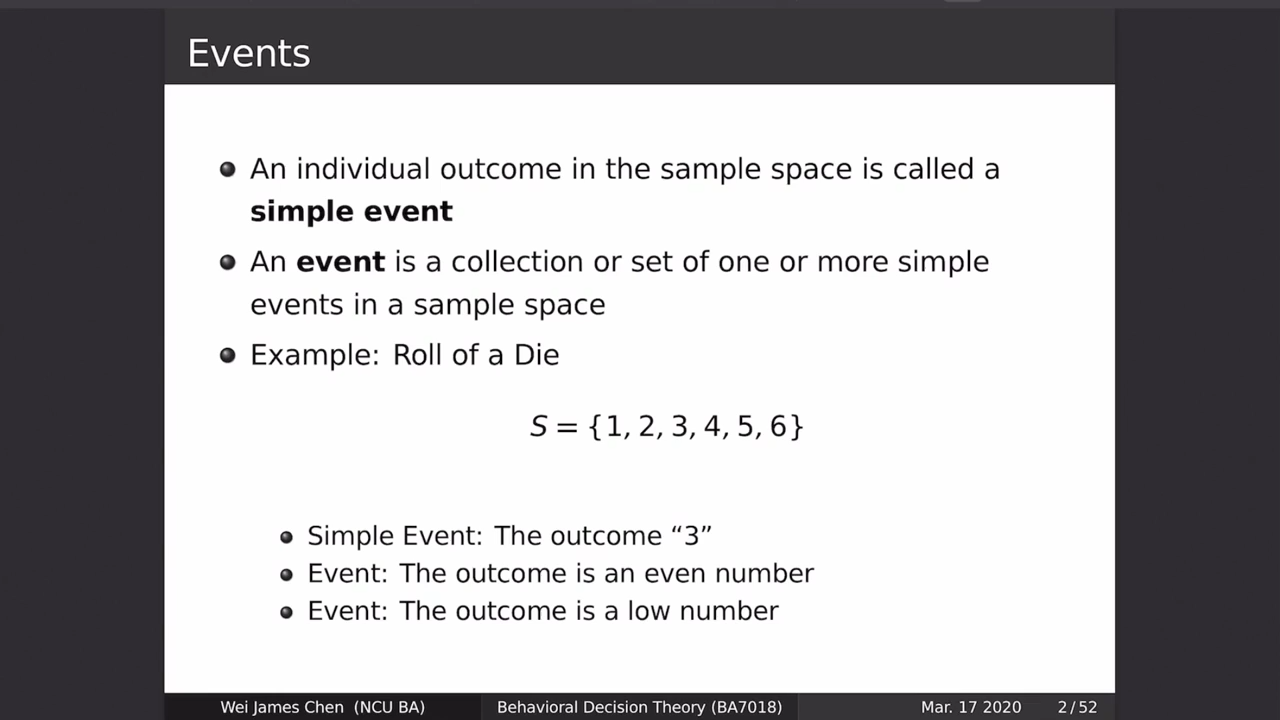 Events
An individual outcome in the sample space is called a
simple event
An event is a collection or set of one or more simple
events in a sample space
Example: Roll of a Die
S = {1, 2, 3, 4, 5, 6}
Simple Event: The outcome “3”
Event: The outcome is an even number
Event: The outcome is a low number
Wei James Chen (NCU BA) Behavioral Decision Theory (BA7018) Mar. 17 2020 2/52